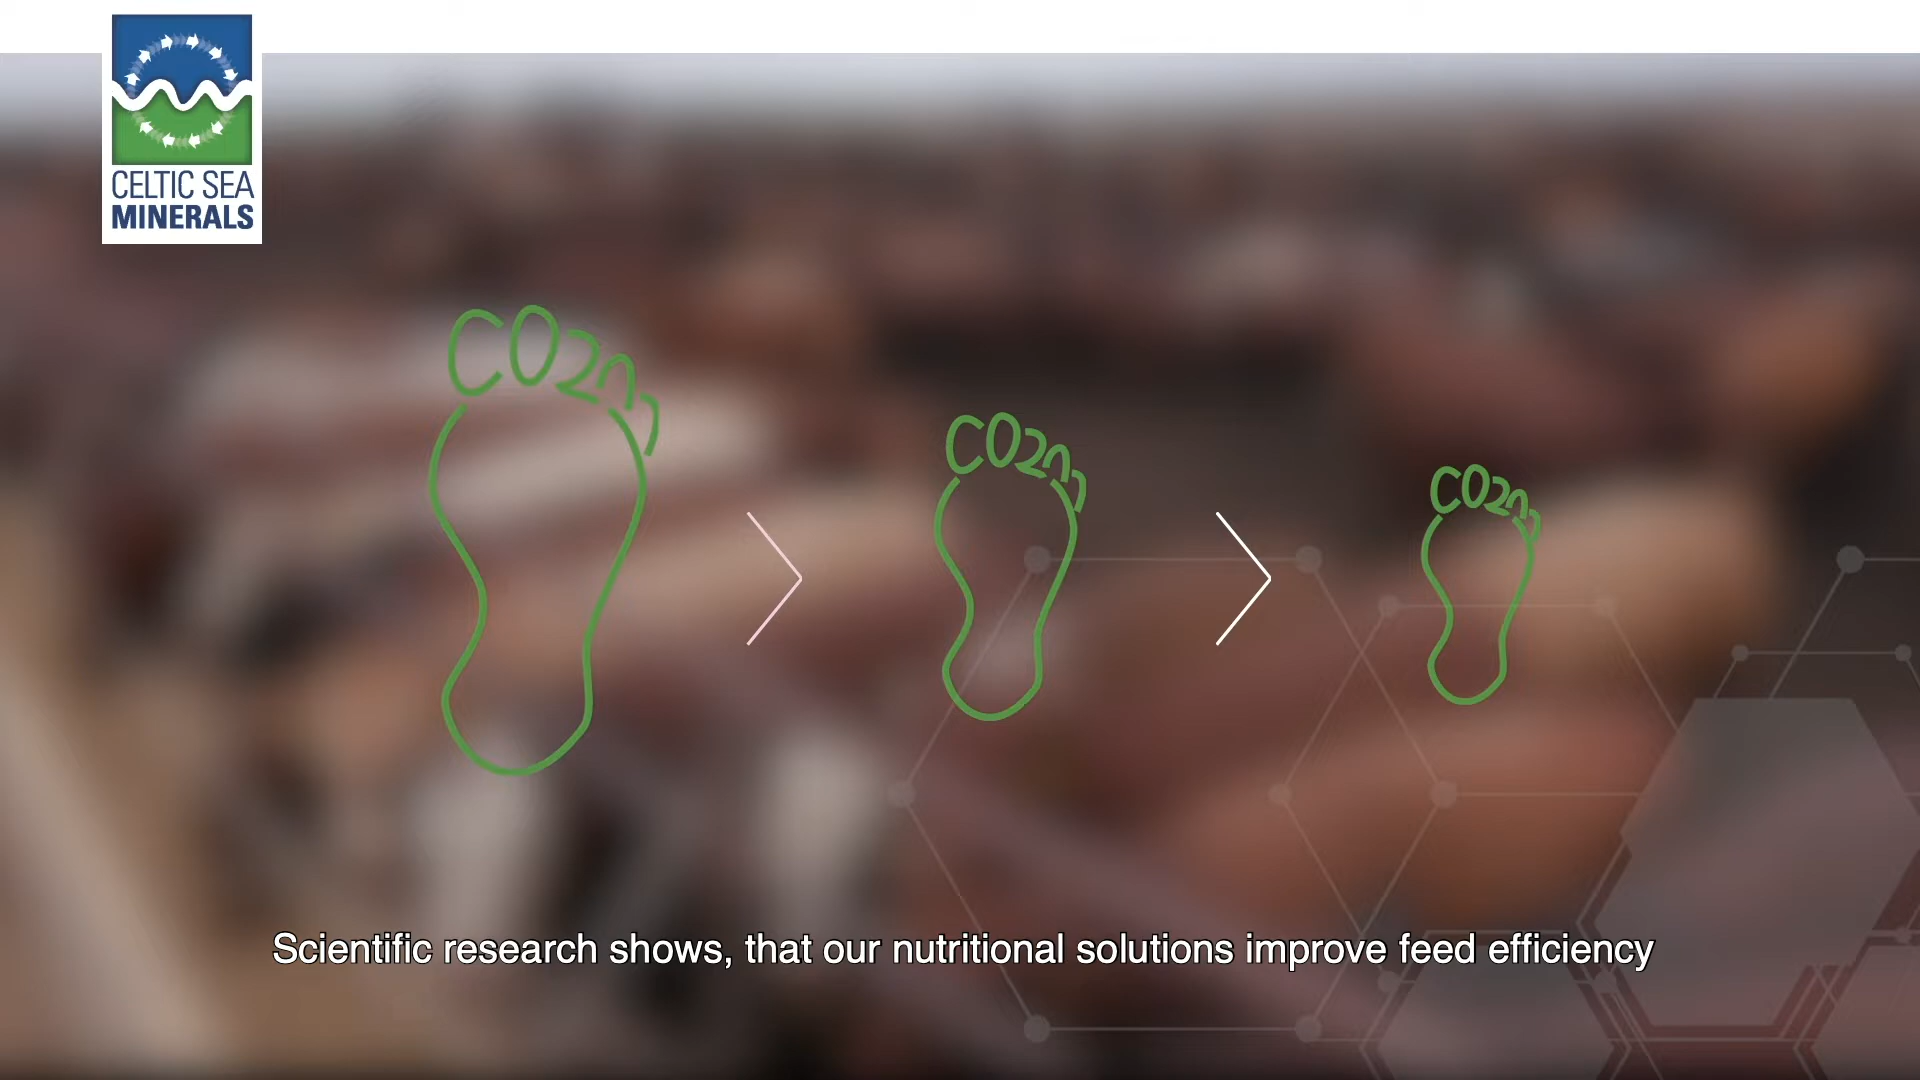 CELTIC SEA
MINERALS
CO2
CO2
CO2
Scientific research shows, that our nutritional solutions improve feed efficiency